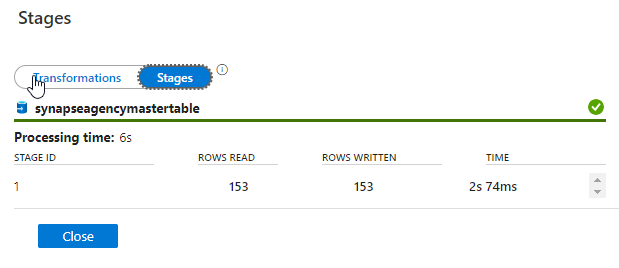 Stages
Transformations Stages
synapseagencymastertable
Processing time: 6s
STAGE ID ROWS READ ROWS WRITTEN TIME
1 153 153 2s 74ms
Close